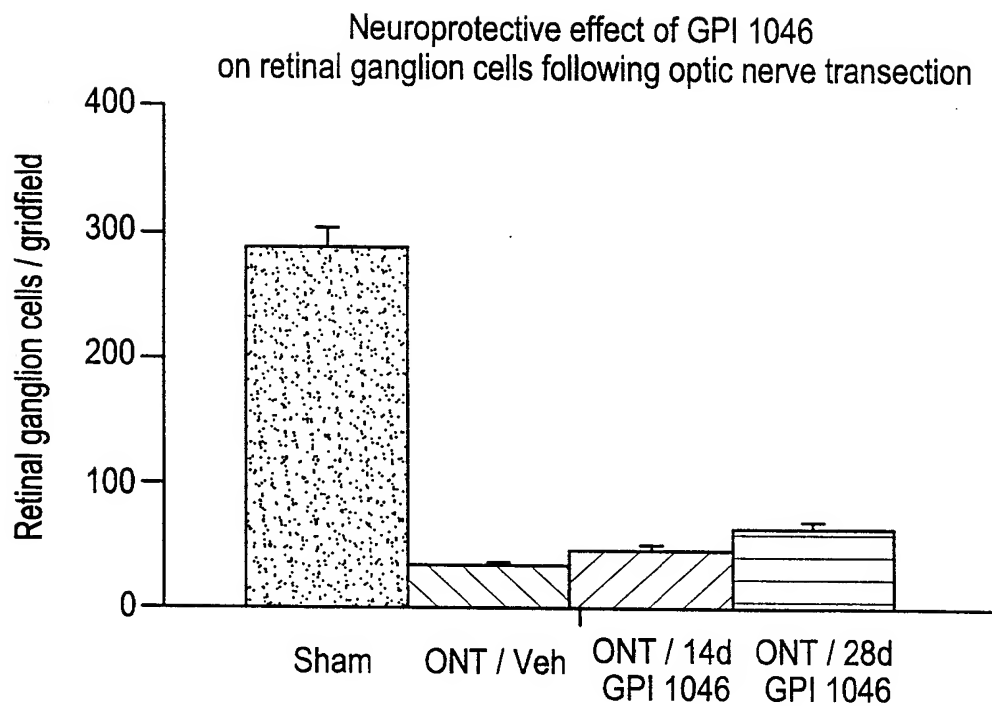 Neuroprotective effect of GPI 1046
on retinal ganglion cells following optic nerve transection
Retinal ganglion cells / gridfield
400
300
200
100
0
Sham
ONT / Veh
ONT / 14d
GPI 1046
ONT / 28d
GPI 1046